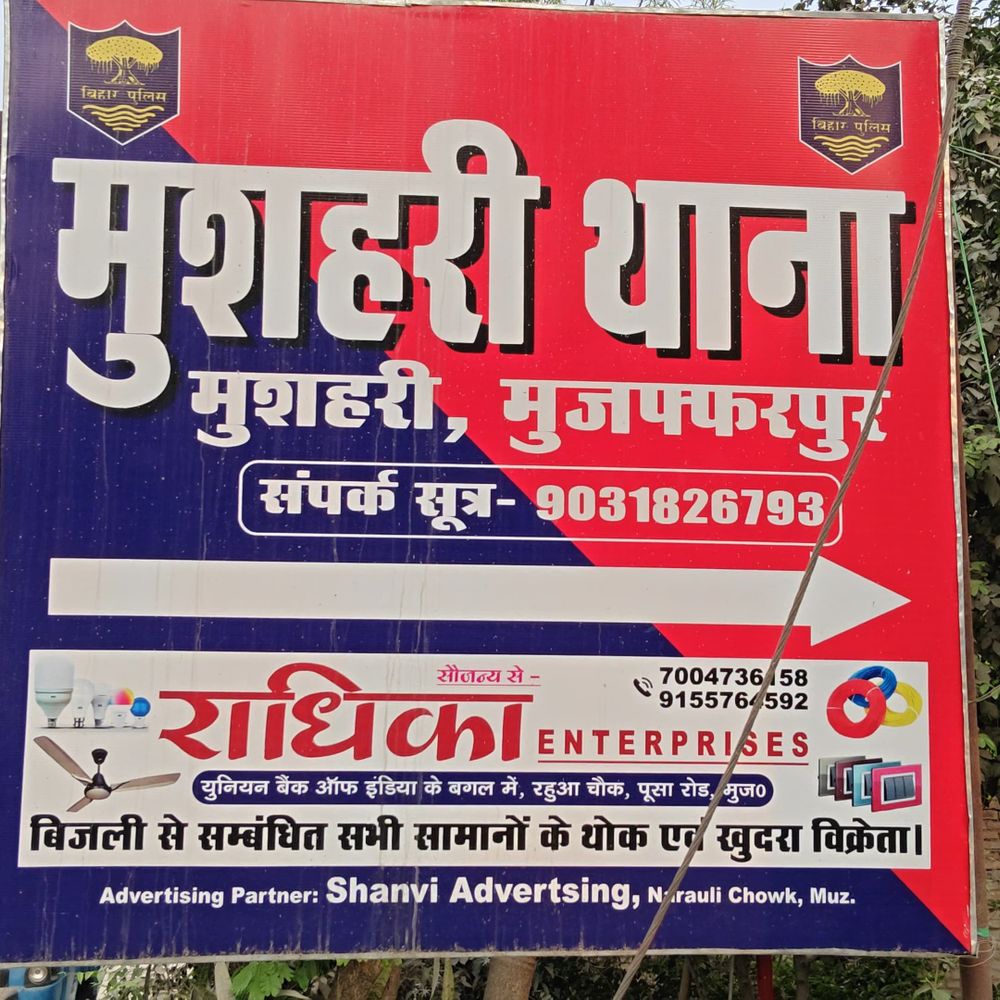 बिहार पुलिस
बिहार पुलिस
मुशहरी थाना
मुशहरी, मुजफ्फरपुर
संपर्क सूत्र- 9031826793
सौजन्य से -
7004736158
9155764592
राधिका ENTERPRISES
युनियन बैंक ऑफ इंडिया के बगल में, रहुआ चौक, पूसा रोड, मुज0
बिजली से सम्बंधित सभी सामानों के थोक एवं खुदरा विक्रेता।
Advertising Partner: Shanvi Advertsing, Narauli Chowk, Muz.